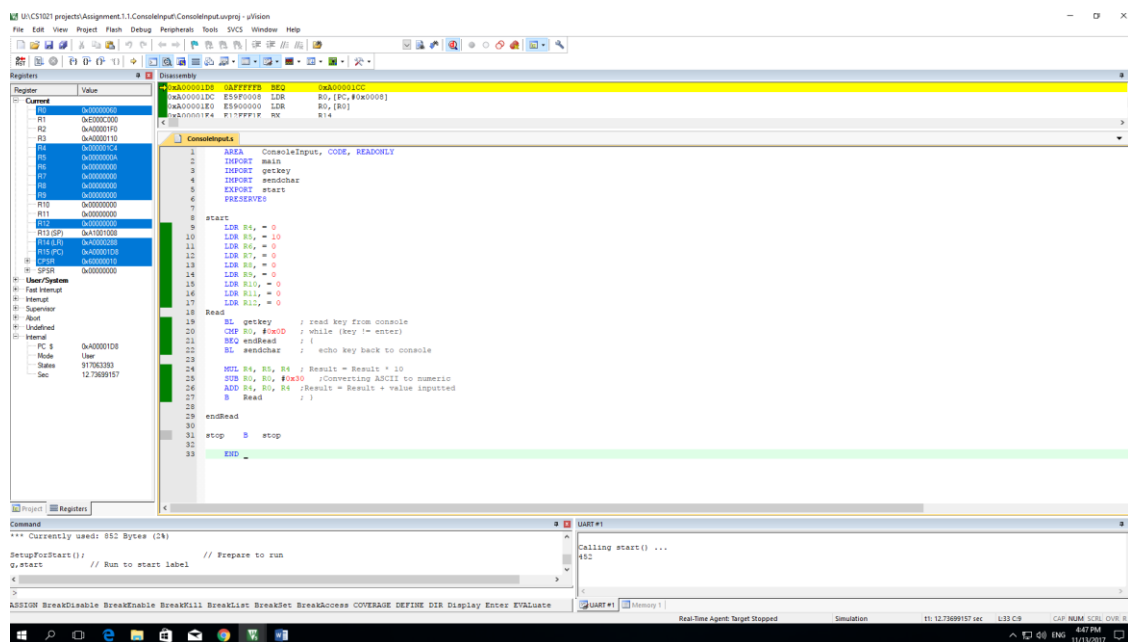 U:\CS1021 projects\Assignment.1.1.ConsoleInput\ConsoleInput.uvproj - µVision
File Edit View Project Flash Debug Peripherals Tools SVCS Window Help
Registers
Disassembly
Register Value
0xA00001D8 0AFFFFFB BEQ 0xA00001CC
0xA00001DC E59F0008 LDR R0,[PC,#0x0008]
0xA00001E0 E5900000 LDR R0,[R0]
0xA00001E4 E12FFF1E BX R14
Current
R0 0x00000060
R1 0xE000C000
R2 0xA00001F0
R3 0xA0000110
R4 0x000001C4
R5 0x0000000A
R6 0x00000000
R7 0x00000000
R8 0x00000000
R9 0x00000000
R10 0x00000000
R11 0x00000000
R12 0x00000000
R13 (SP) 0xA1001008
R14 (LR) 0xA0000288
R15 (PC) 0xA00001D8
CPSR 0x60000010
SPSR 0x00000000
User/System
Fast Interrupt
Interrupt
Supervisor
Abort
Undefined
Internal
PC $ 0xA00001D8
Mode User
States 917063393
Sec 12.73699157
Project Registers
ConsoleInput.s
1 AREA ConsoleInput, CODE, READONLY
2 IMPORT main
3 IMPORT getkey
4 IMPORT sendchar
5 EXPORT start
6 PRESERVE8
7
8 start
9 LDR R4, = 0
10 LDR R5, = 10
11 LDR R6, = 0
12 LDR R7, = 0
13 LDR R8, = 0
14 LDR R9, = 0
15 LDR R10, = 0
16 LDR R11, = 0
17 LDR R12, = 0
18 Read
19 BL getkey ; read key from console
20 CMP R0, #0x0D ; while (key != enter)
21 BEQ endRead ; {
22 BL sendchar ; echo key back to console
23
24 MUL R4, R5, R4 ; Result = Result * 10
25 SUB R0, R0, #0x30 ;Converting ASCII to numeric
26 ADD R4, R0, R4 ;Result = Result + value inputted
27 B Read ; }
28
29 endRead
30
31 stop B stop
32
33 END
Command
*** Currently used: 852 Bytes (2%)
SetupForStart(); // Prepare to run
g,start // Run to start label
>
ASSIGN BreakDisable BreakEnable BreakKill BreakList BreakSet BreakAccess COVERAGE DEFINE DIR Display Enter EVALuate
UART #1
Calling start() ...
452
UART #1 Memory 1
Real-Time Agent: Target Stopped Simulation t1: 12.73699157 sec L:33 C:9 CAP NUM SCRL OVR R
ENG 4:47 PM
11/13/2017